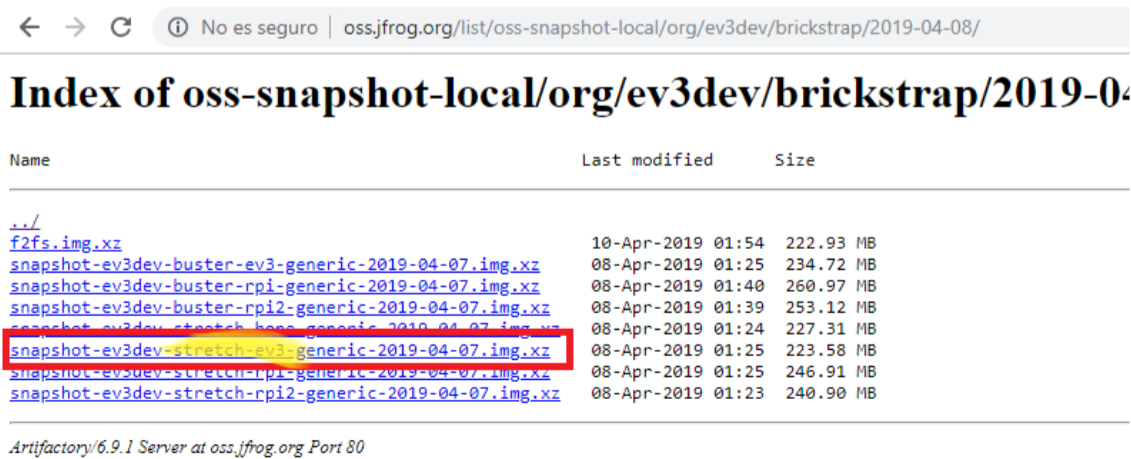 No es seguro | oss.jfrog.org/list/oss-snapshot-local/org/ev3dev/brickstrap/2019-04-08/
Index of oss-snapshot-local/org/ev3dev/brickstrap/2019-04
Name Last modified Size
../
f2fs.img.xz 10-Apr-2019 01:54 222.93 MB
snapshot-ev3dev-buster-ev3-generic-2019-04-07.img.xz 08-Apr-2019 01:25 234.72 MB
snapshot-ev3dev-buster-rpi-generic-2019-04-07.img.xz 08-Apr-2019 01:40 260.97 MB
snapshot-ev3dev-buster-rpi2-generic-2019-04-07.img.xz 08-Apr-2019 01:39 253.12 MB
snapshot-ev3dev-stretch-bone-generic-2019-04-07.img.xz 08-Apr-2019 01:24 227.31 MB
snapshot-ev3dev-stretch-ev3-generic-2019-04-07.img.xz 08-Apr-2019 01:25 223.58 MB
snapshot-ev3dev-stretch-rpi-generic-2019-04-07.img.xz 08-Apr-2019 01:25 246.91 MB
snapshot-ev3dev-stretch-rpi2-generic-2019-04-07.img.xz 08-Apr-2019 01:23 240.90 MB
Artifactory/6.9.1 Server at oss.jfrog.org Port 80